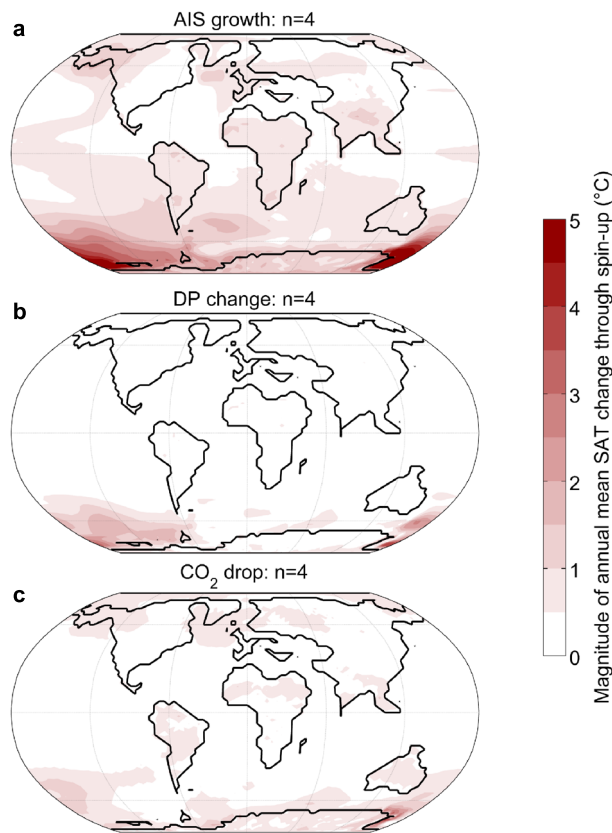 a
AIS growth: n=4
b
DP change: n=4
c
CO₂ drop: n=4
5
4
3
2
1
0
Magnitude of annual mean SAT change through spin-up (°C)